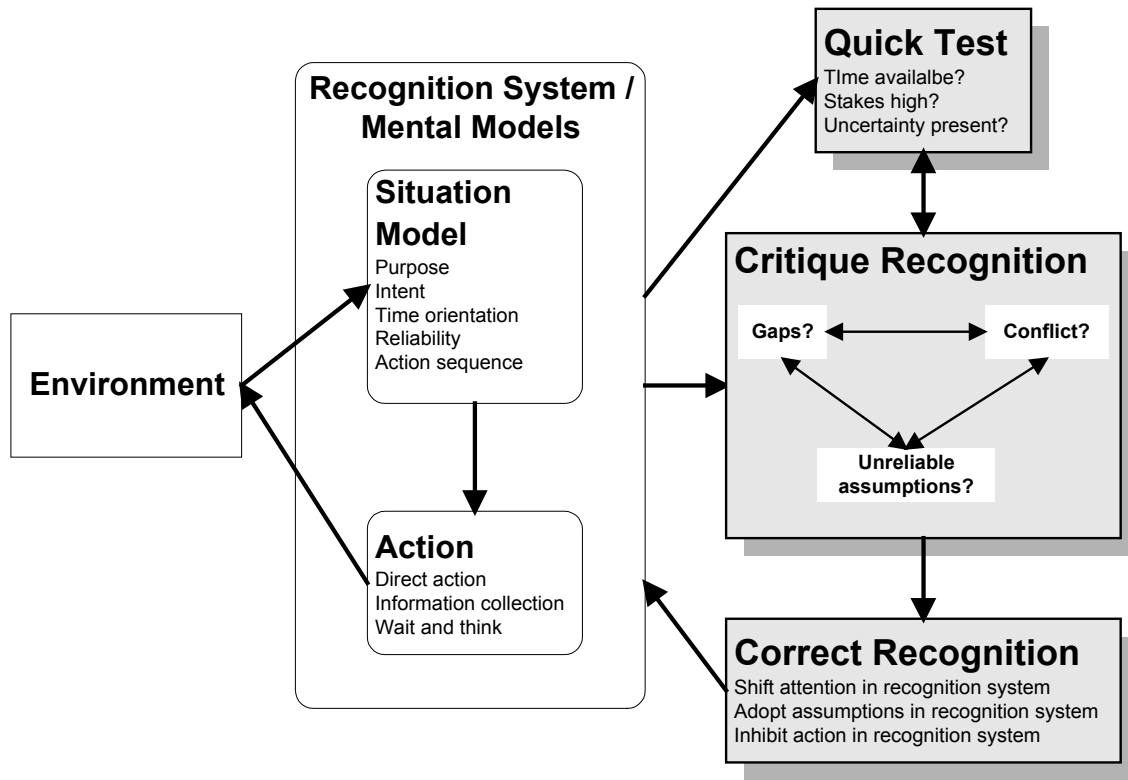 Environment
Recognition System /
Mental Models
Situation
Model
Purpose
Intent
Time orientation
Reliability
Action sequence
Action
Direct action
Information collection
Wait and think
Quick Test
TIme availalbe?
Stakes high?
Uncertainty present?
Critique Recognition
Gaps?
Conflict?
Unreliable
assumptions?
Correct Recognition
Shift attention in recognition system
Adopt assumptions in recognition system
Inhibit action in recognition system